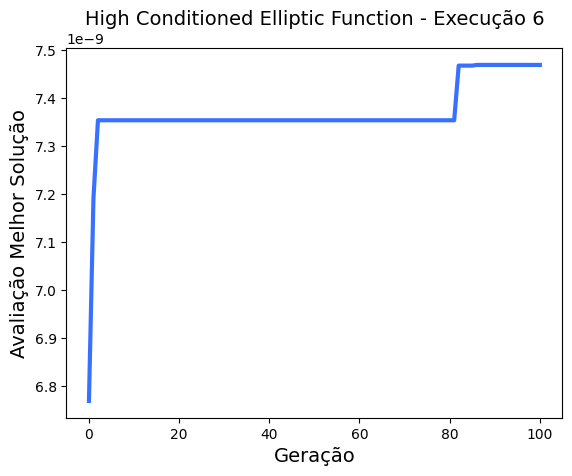 High Conditioned Elliptic Function - Execução 6
1e−9
7.5
7.4
7.3
7.2
7.1
7.0
6.9
6.8
Avaliação Melhor Solução
0 20 40 60 80 100
Geração